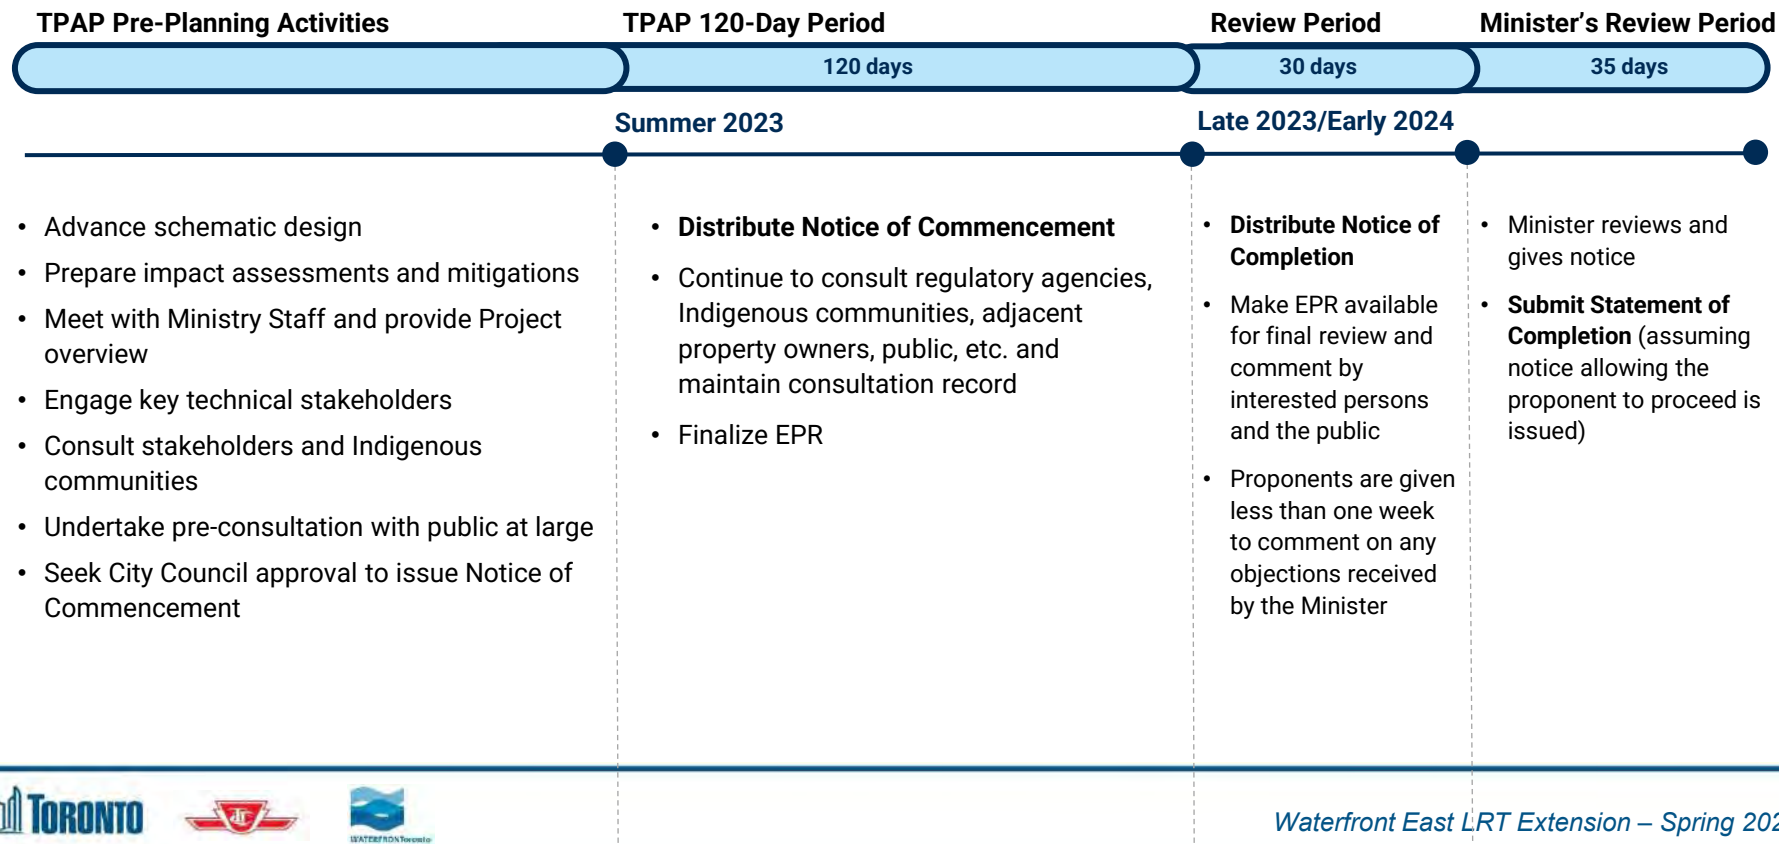 TPAP Pre-Planning Activities
TPAP 120-Day Period
Review Period
Minister’s Review Period
120 days
30 days
35 days
Summer 2023
Late 2023/Early 2024
• Advance schematic design
• Prepare impact assessments and mitigations
• Meet with Ministry Staff and provide Project
overview
• Engage key technical stakeholders
• Consult stakeholders and Indigenous
communities
• Undertake pre-consultation with public at large
• Seek City Council approval to issue Notice of
Commencement
• Distribute Notice of Commencement
• Continue to consult regulatory agencies,
Indigenous communities, adjacent
property owners, public, etc. and
maintain consultation record
• Finalize EPR
• Distribute Notice of
Completion
• Make EPR available
for final review and
comment by
interested persons
and the public
• Proponents are given
less than one week
to comment on any
objections received
by the Minister
• Minister reviews and
gives notice
• Submit Statement of
Completion (assuming
notice allowing the
proponent to proceed is
issued)
TORONTO
TTC
WATERFRONToronto
Waterfront East LRT Extension – Spring 202